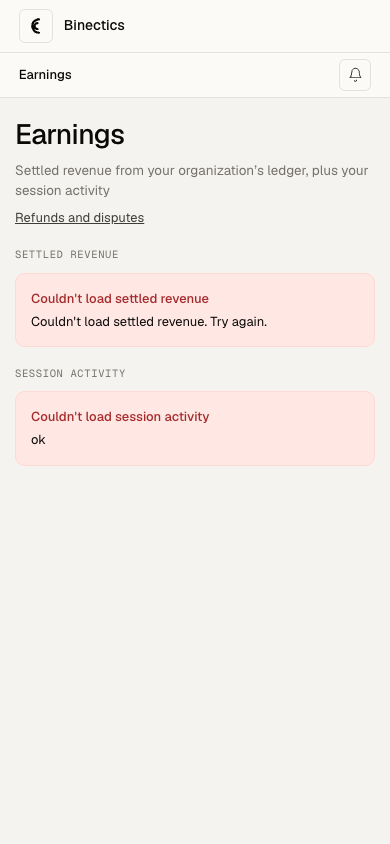 Binectics
Earnings
Earnings
Settled revenue from your organization's ledger, plus your
session activity
Refunds and disputes
SETTLED REVENUE
Couldn't load settled revenue
Couldn't load settled revenue. Try again.
SESSION ACTIVITY
Couldn't load session activity
ok